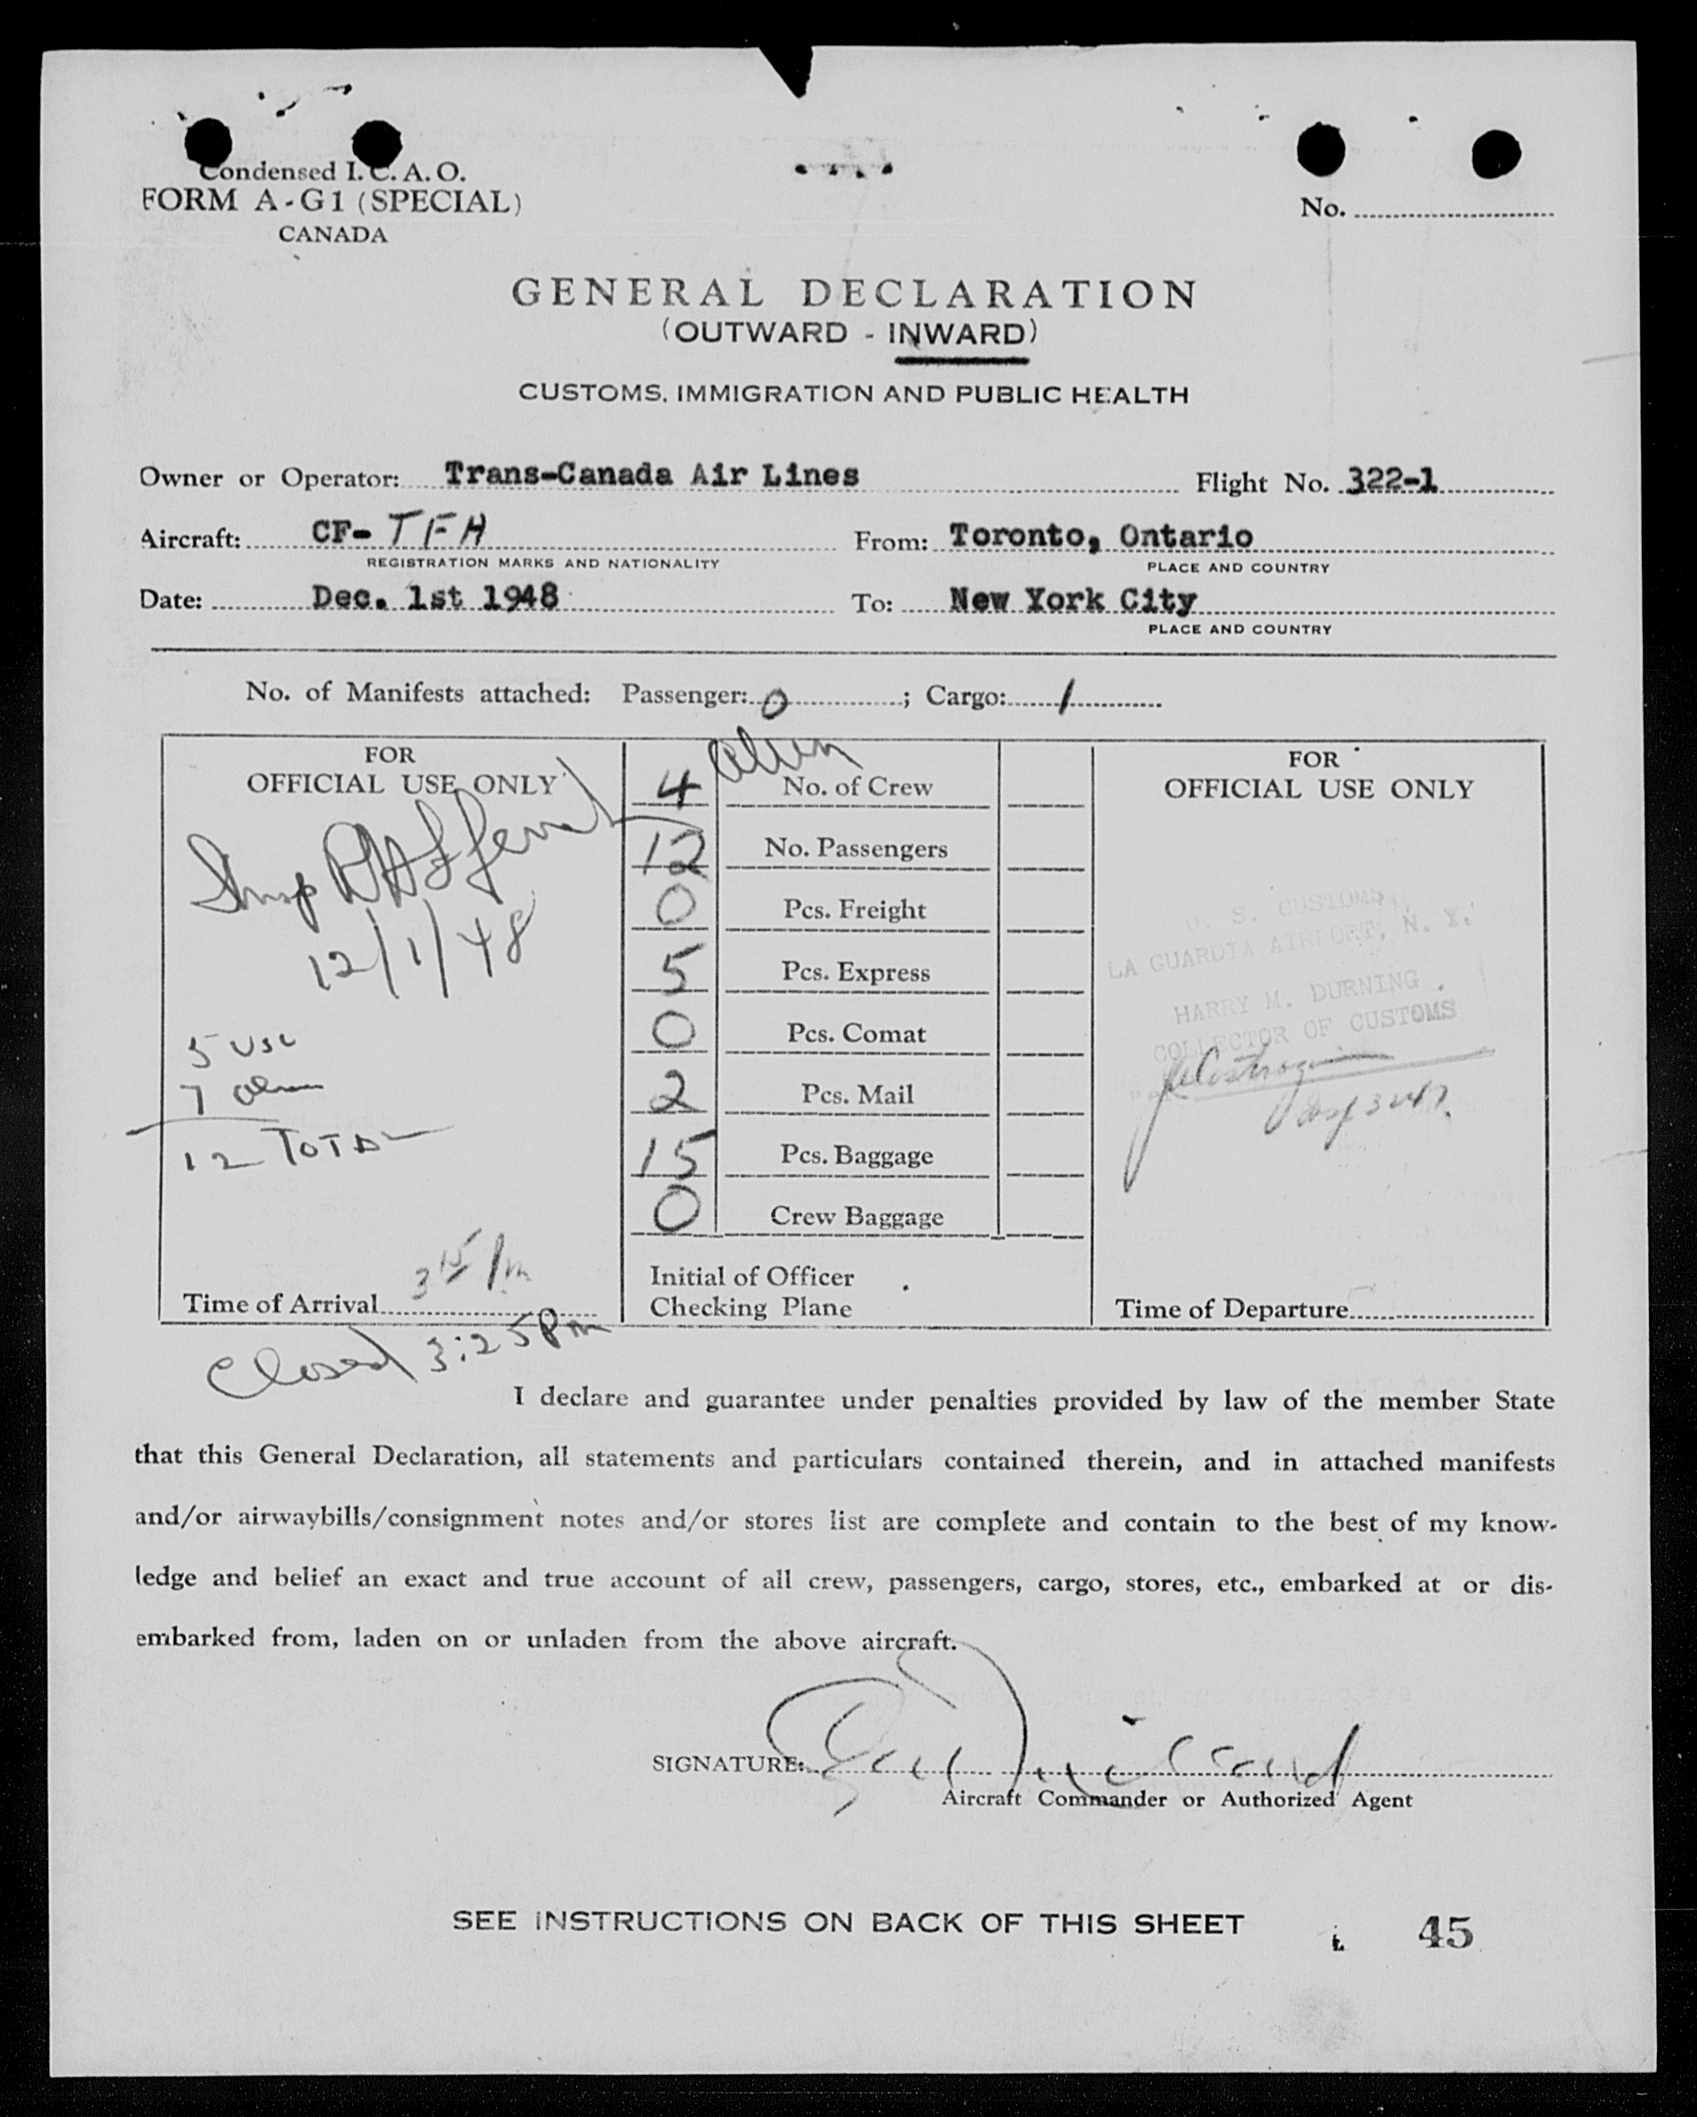 Condensed I. C. A. O.
FORM A-G1 (SPECIAL)
CANADA
No.
GENERAL DECLARATION
(OUTWARD - INWARD)
CUSTOMS, IMMIGRATION AND PUBLIC HEALTH
Owner or Operator: Trans-Canada Air Lines Flight No. 322-1
Aircraft: CF- TFH From: Toronto, Ontario
REGISTRATION MARKS AND NATIONALITY PLACE AND COUNTRY
Date: Dec. 1st 1948 To: New York City
PLACE AND COUNTRY
No. of Manifests attached: Passenger: 0 ; Cargo: 1
FOR
OFFICIAL USE ONLY
Insp
12/1/48
5 USC
7 alien
12 TOTAL
3 15 Pm
Time of Arrival
Closed 3:25 Pm
alien
4 No. of Crew
12 No. Passengers
0 Pcs. Freight
5 Pcs. Express
0 Pcs. Comat
2 Pcs. Mail
15 Pcs. Baggage
0 Crew Baggage
Initial of Officer
Checking Plane
FOR
OFFICIAL USE ONLY
U. S. CUSTOMS,
LA GUARDIA AIRPORT, N. Y.
HARRY M. DURNING
COLLECTOR OF CUSTOMS
Time of Departure
I declare and guarantee under penalties provided by law of the member State
that this General Declaration, all statements and particulars contained therein, and in attached manifests
and/or airwaybills/consignment notes and/or stores list are complete and contain to the best of my know-
ledge and belief an exact and true account of all crew, passengers, cargo, stores, etc., embarked at or dis-
embarked from, laden on or unladen from the above aircraft.
SIGNATURE:
Aircraft Commander or Authorized Agent
SEE INSTRUCTIONS ON BACK OF THIS SHEET
45